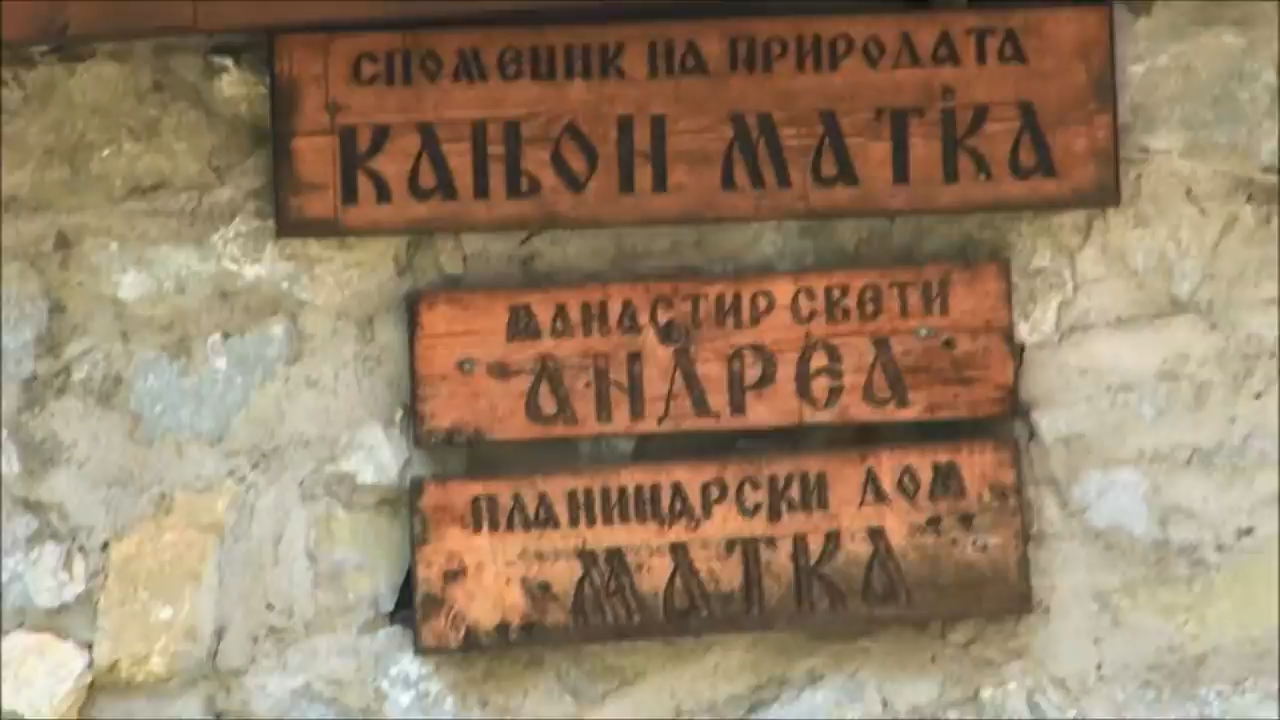 СПОМЕНИК НА ПРИРОДАТА
КАЊОН МАТКА
МАНАСТИР СВЕТИ
АНДРЕА
ПЛАНИНАРСКИ ДОМ
МАТКА